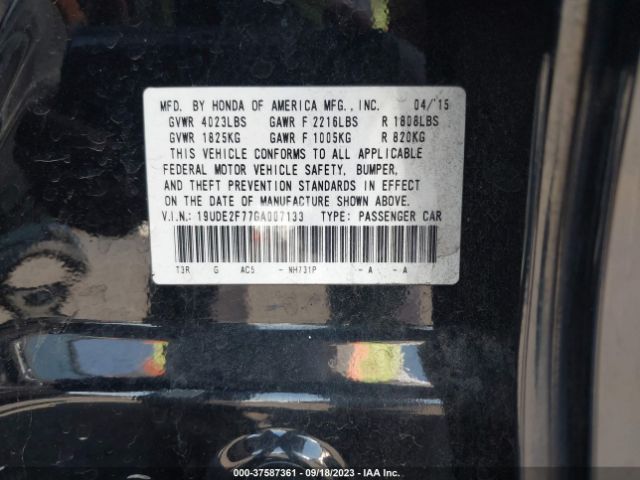 MFD. BY HONDA OF AMERICA MFG., INC. 04/'15
GVWR 4023LBS GAWR F 2216LBS R 1808LBS
GVWR 1825KG GAWR F 1005KG R 820KG
THIS VEHICLE CONFORMS TO ALL APPLICABLE
FEDERAL MOTOR VEHICLE SAFETY, BUMPER,
AND THEFT PREVENTION STANDARDS IN EFFECT
ON THE DATE OF MANUFACTURE SHOWN ABOVE.
V.I.N.: 19UDE2F77GA007133 TYPE: PASSENGER CAR
T3R G AC5 - NH731P - A - A
© - 37587361 - 09/18/2023 - IAA Inc.